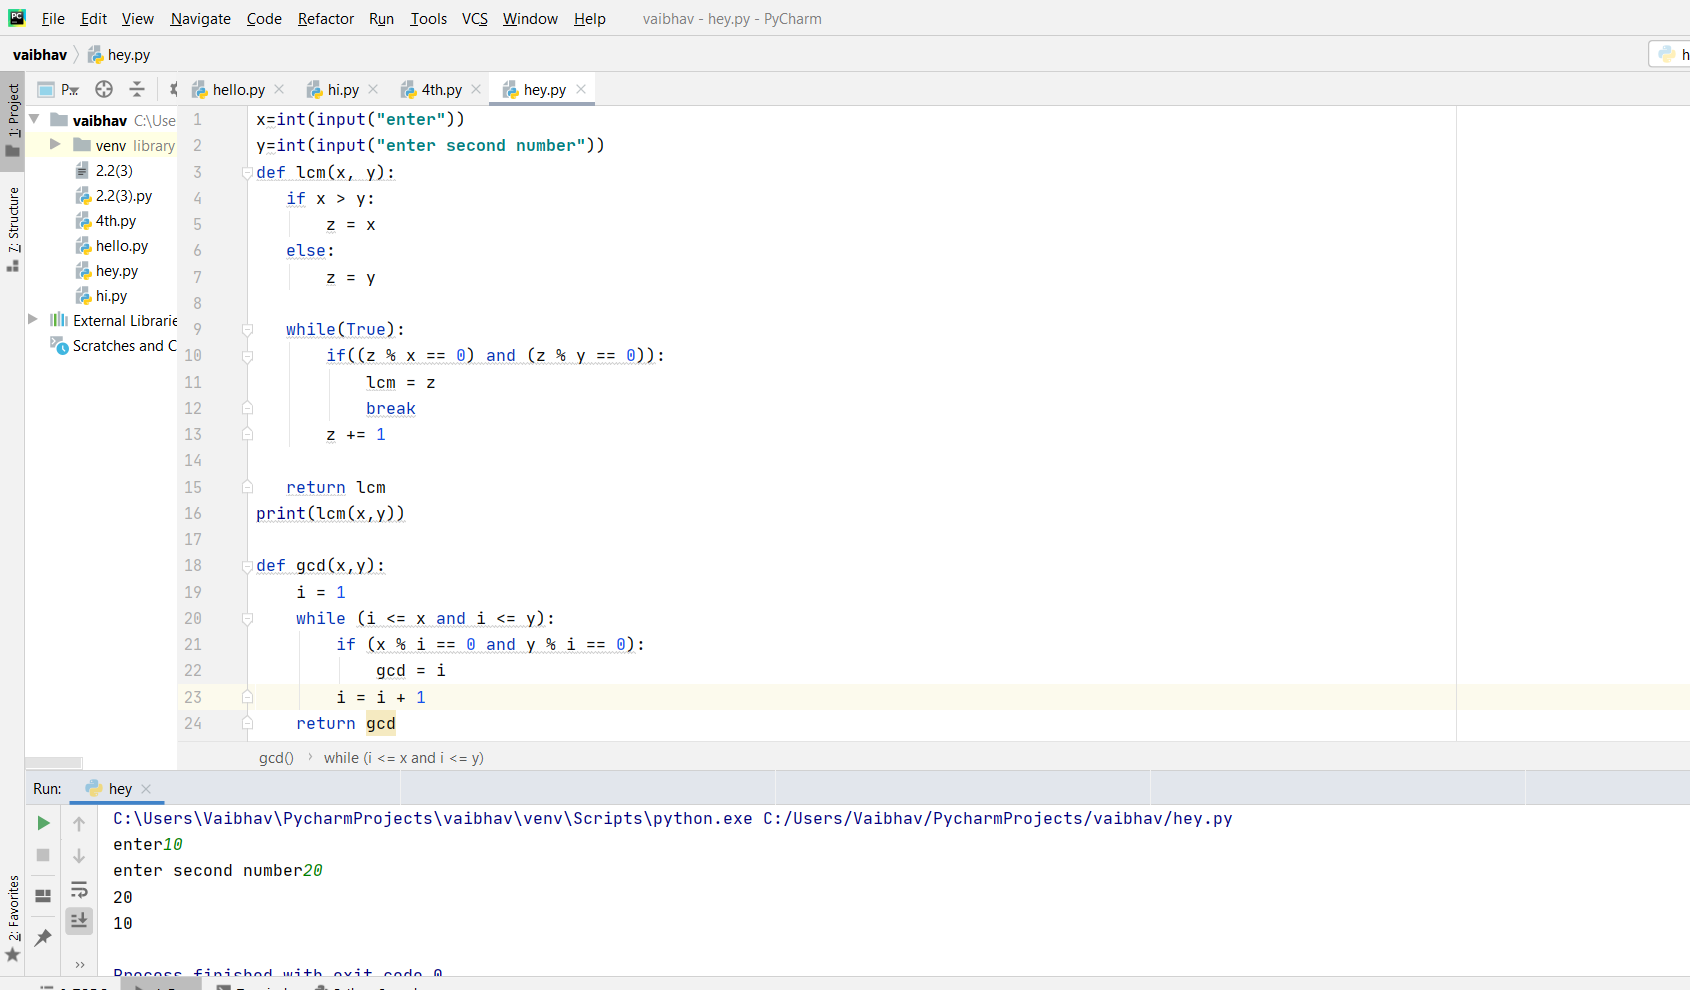 File Edit View Navigate Code Refactor Run Tools VCS Window Help vaibhav - hey.py - PyCharm
vaibhav hey.py
P... hello.py hi.py 4th.py hey.py
1: Project
7: Structure
2: Favorites
vaibhav C:\Use
venv library
2.2(3)
2.2(3).py
4th.py
hello.py
hey.py
hi.py
External Librarie
Scratches and C
1 x=int(input("enter"))
2 y=int(input("enter second number"))
3 def lcm(x, y):
4 if x > y:
5 z = x
6 else:
7 z = y
8
9 while(True):
10 if((z % x == 0) and (z % y == 0)):
11 lcm = z
12 break
13 z += 1
14
15 return lcm
16 print(lcm(x,y))
17
18 def gcd(x,y):
19 i = 1
20 while (i <= x and i <= y):
21 if (x % i == 0 and y % i == 0):
22 gcd = i
23 i = i + 1
24 return gcd
gcd() while (i <= x and i <= y)
Run: hey
C:\Users\Vaibhav\PycharmProjects\vaibhav\venv\Scripts\python.exe C:/Users/Vaibhav/PycharmProjects/vaibhav/hey.py
enter10
enter second number20
20
10
Process finished with exit code 0